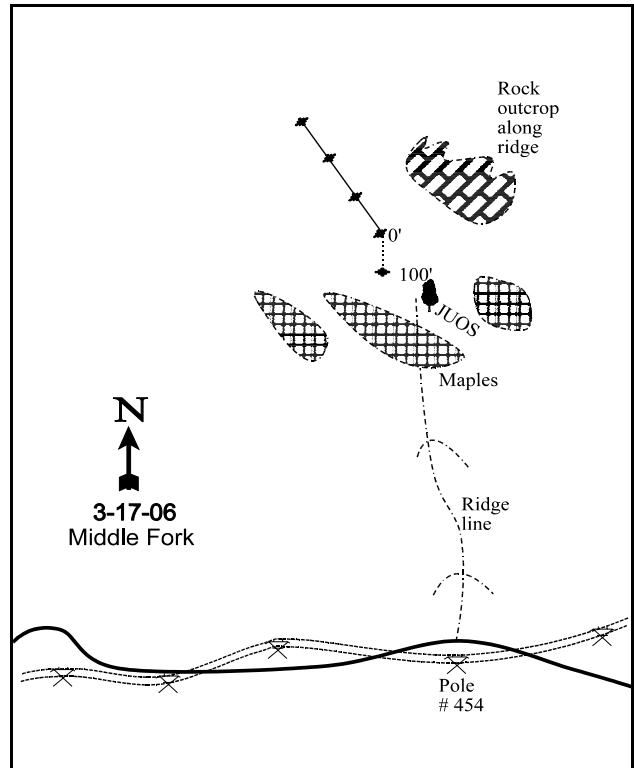 Rock
outcrop
along
ridge
0'
100'
JUOS
Maples
N
3-17-06
Middle Fork
Ridge
line
Pole
# 454